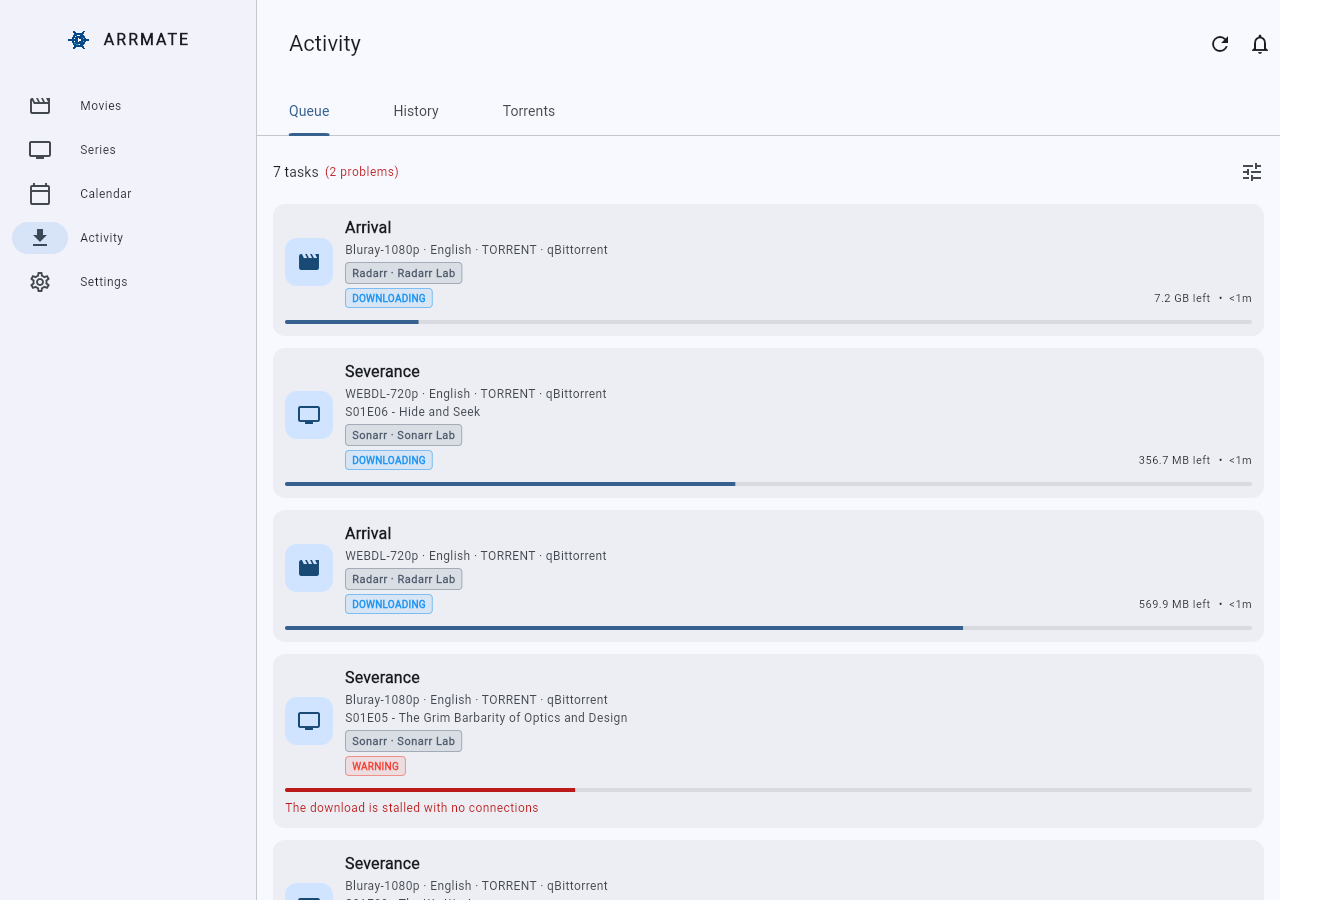 ARRMATE
Movies
Series
Calendar
Activity
Settings
Activity
Queue
History
Torrents
7 tasks (2 problems)
Arrival
Bluray-1080p · English · TORRENT · qBittorrent
Radarr · Radarr Lab
DOWNLOADING
7.2 GB left • <1m
Severance
WEBDL-720p · English · TORRENT · qBittorrent
S01E06 - Hide and Seek
Sonarr · Sonarr Lab
DOWNLOADING
356.7 MB left • <1m
Arrival
WEBDL-720p · English · TORRENT · qBittorrent
Radarr · Radarr Lab
DOWNLOADING
569.9 MB left • <1m
Severance
Bluray-1080p · English · TORRENT · qBittorrent
S01E05 - The Grim Barbarity of Optics and Design
Sonarr · Sonarr Lab
WARNING
The download is stalled with no connections
Severance
Bluray-1080p · English · TORRENT · qBittorrent